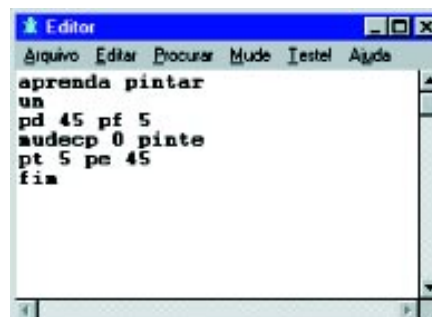 Editor
Arquivo Editar Procurar Mude Testel Ajuda
aprenda pintar
un
pd 45 pf 5
mudecp 0 pinte
pt 5 pe 45
fim